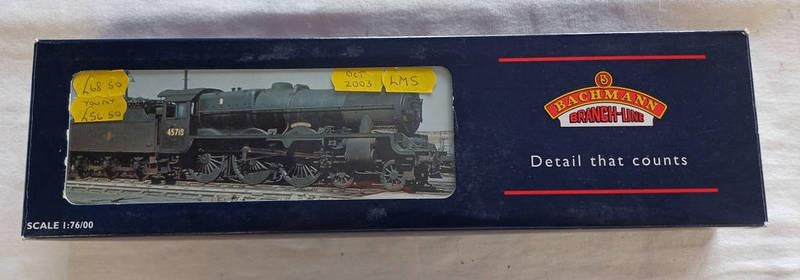 £68.50
YOU PAY
£56.50
OCT
2003
LMS
45718
B
BACHMANN
BRANCH-LINE
Detail that counts
SCALE 1:76/00